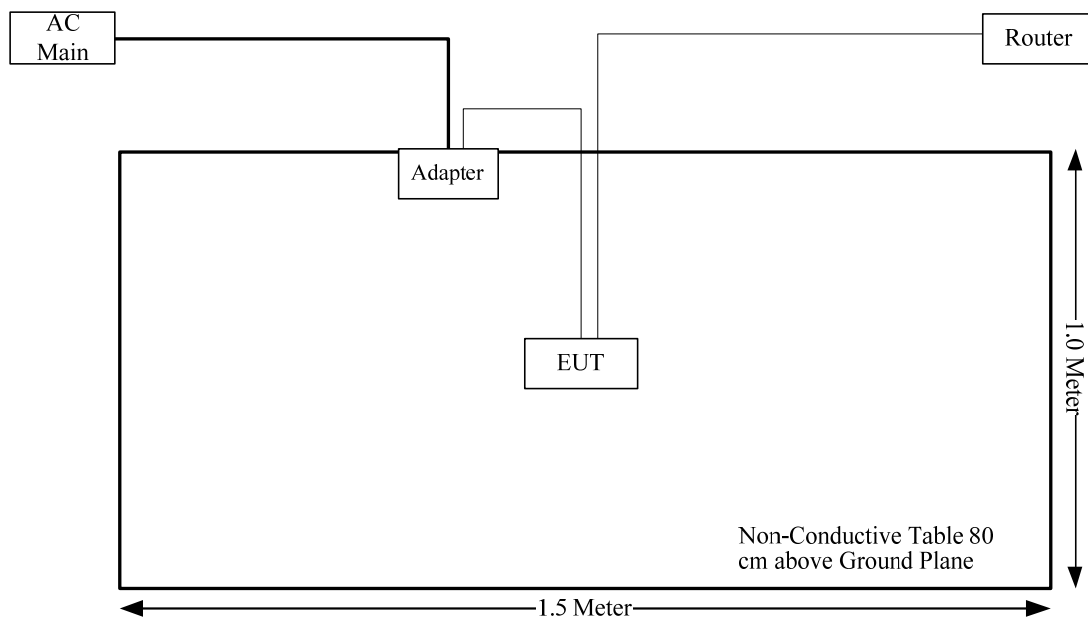 AC
Main
Router
Adapter
EUT
1.0 Meter
Non-Conductive Table 80
cm above Ground Plane
1.5 Meter